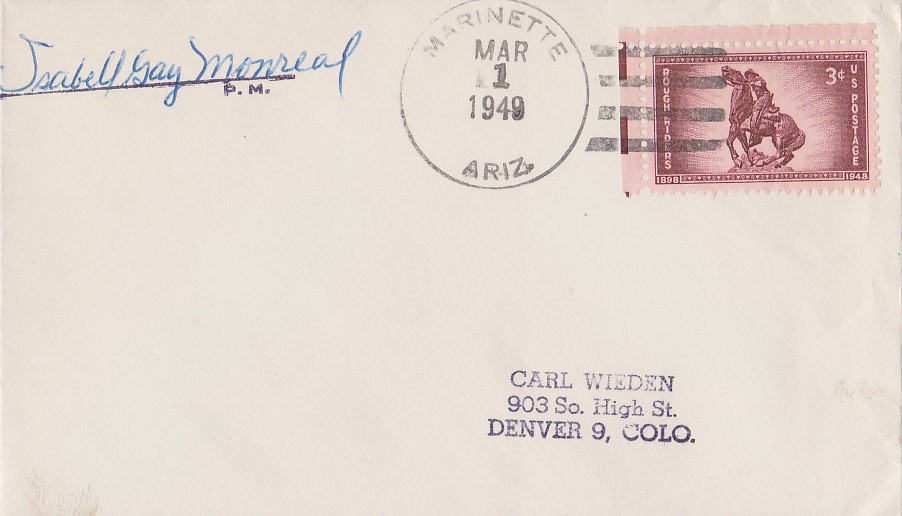 Isabell Gay Monreal
P. M.
MARINETTE
MAR
1
1949
ARIZ.
ROUGH RIDERS
3¢
U S POSTAGE
1898
1948
CARL WIEDEN
903 So. High St.
DENVER 9, COLO.